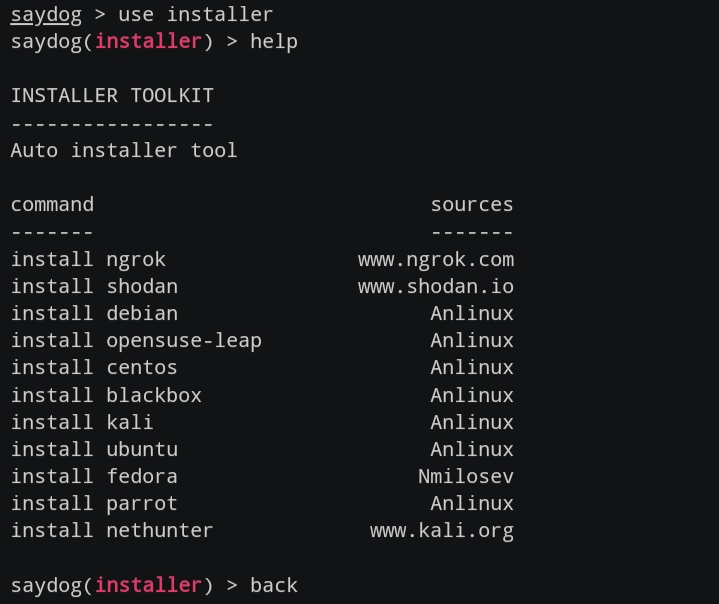 saydog > use installer
saydog(installer) > help
INSTALLER TOOLKIT
-----------------
Auto installer tool
command                            sources
-------                            -------
install ngrok                www.ngrok.com
install shodan               www.shodan.io
install debian                     Anlinux
install opensuse-leap              Anlinux
install centos                     Anlinux
install blackbox                   Anlinux
install kali                       Anlinux
install ubuntu                     Anlinux
install fedora                    Nmilosev
install parrot                     Anlinux
install nethunter             www.kali.org
saydog(installer) > back